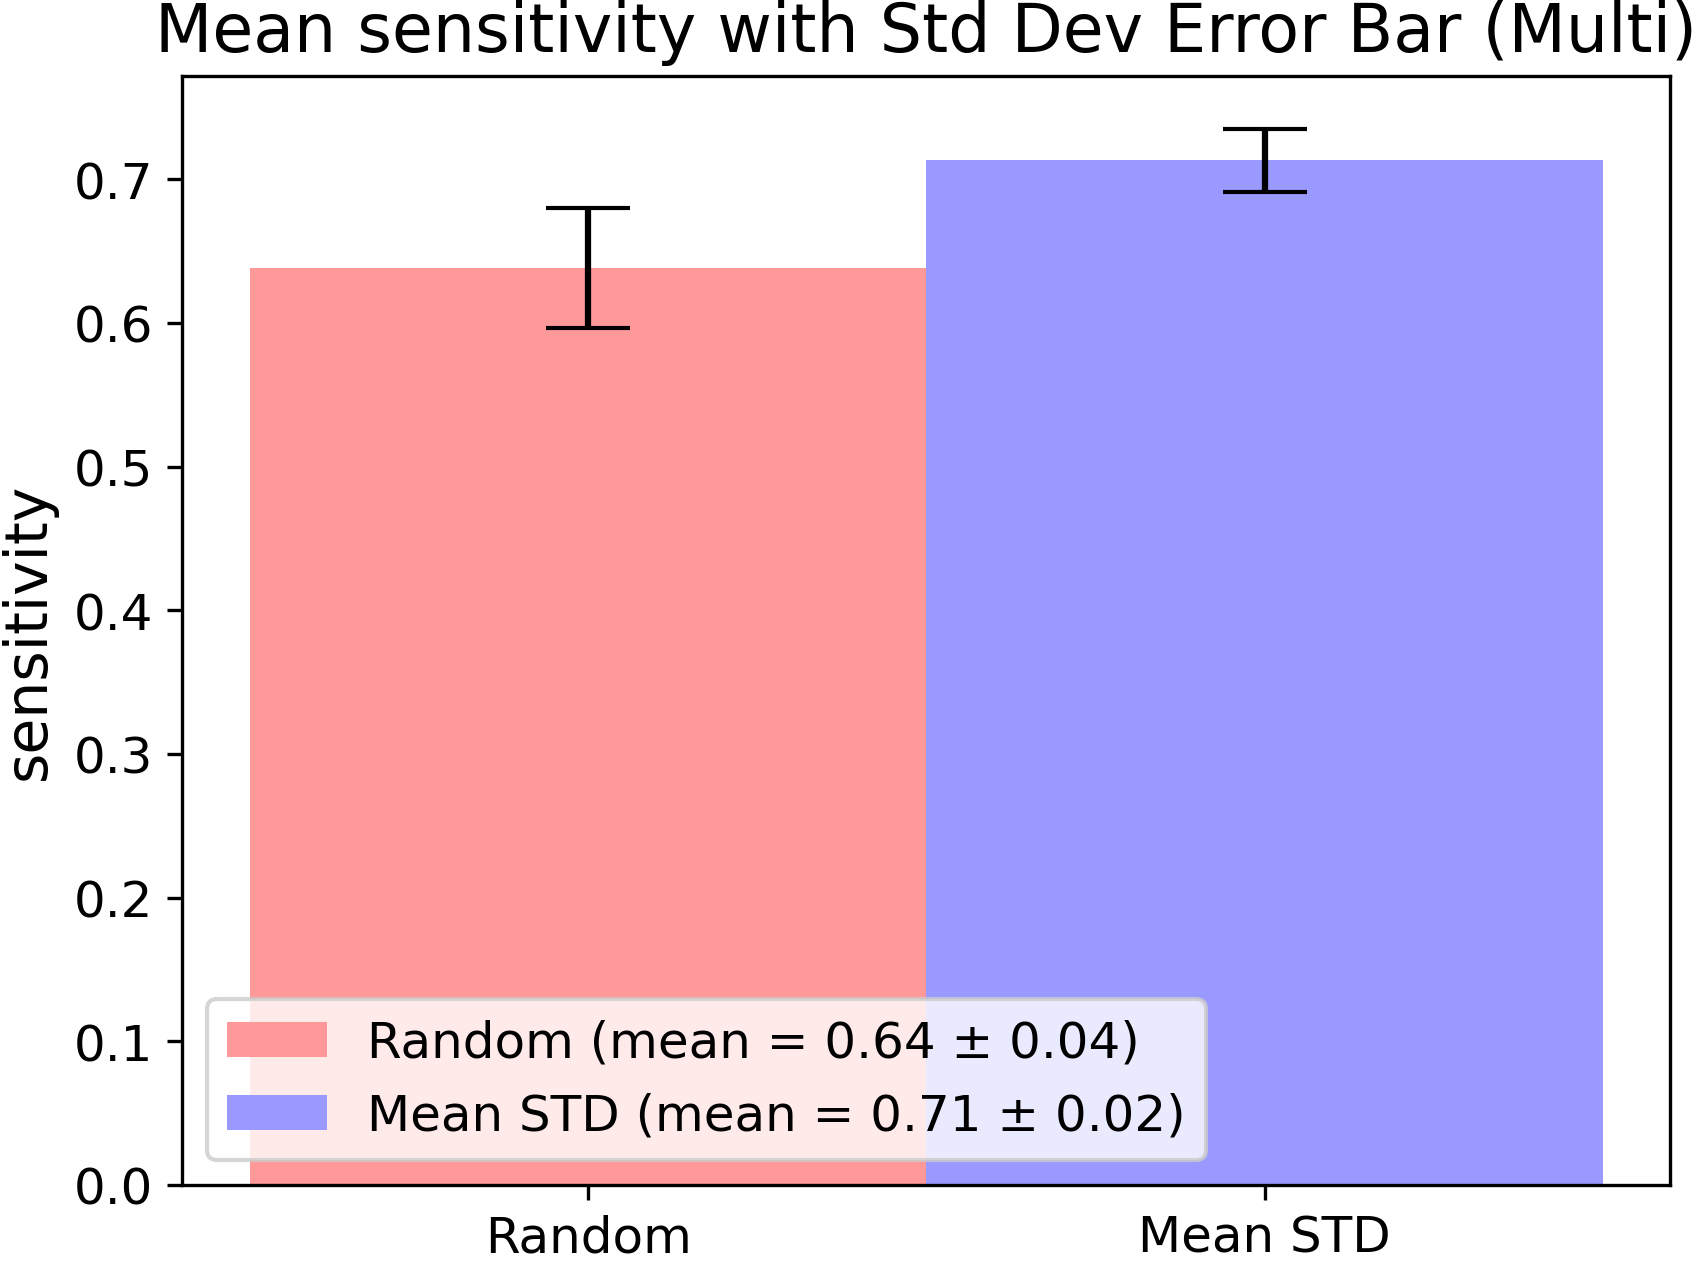 Mean sensitivity with Std Dev Error Bar (Multi)
sensitivity
0.7
0.6
0.5
0.4
0.3
0.2
0.1
0.0
Random (mean = 0.64 ± 0.04)
Mean STD (mean = 0.71 ± 0.02)
Random
Mean STD